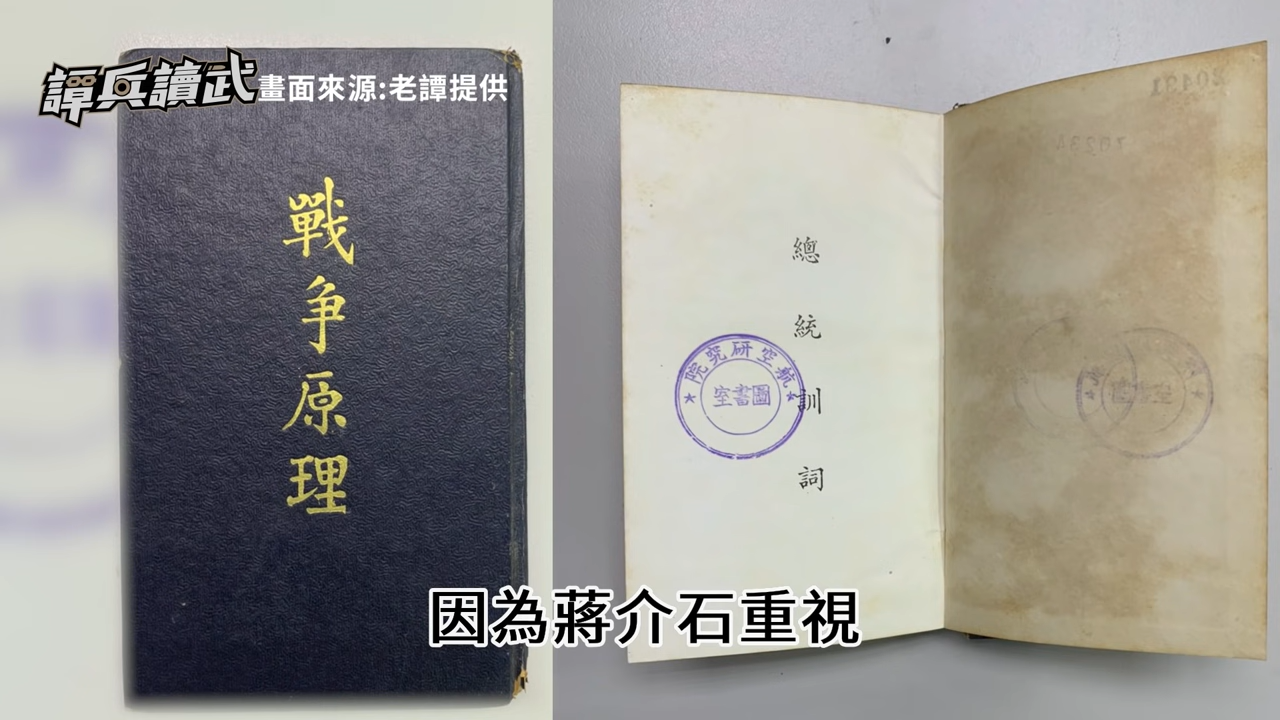 譚兵讀武
畫面來源:老譚提供
戰爭原理
總統訓詞
航空研究院
圖書室
20431
因為蔣介石重視